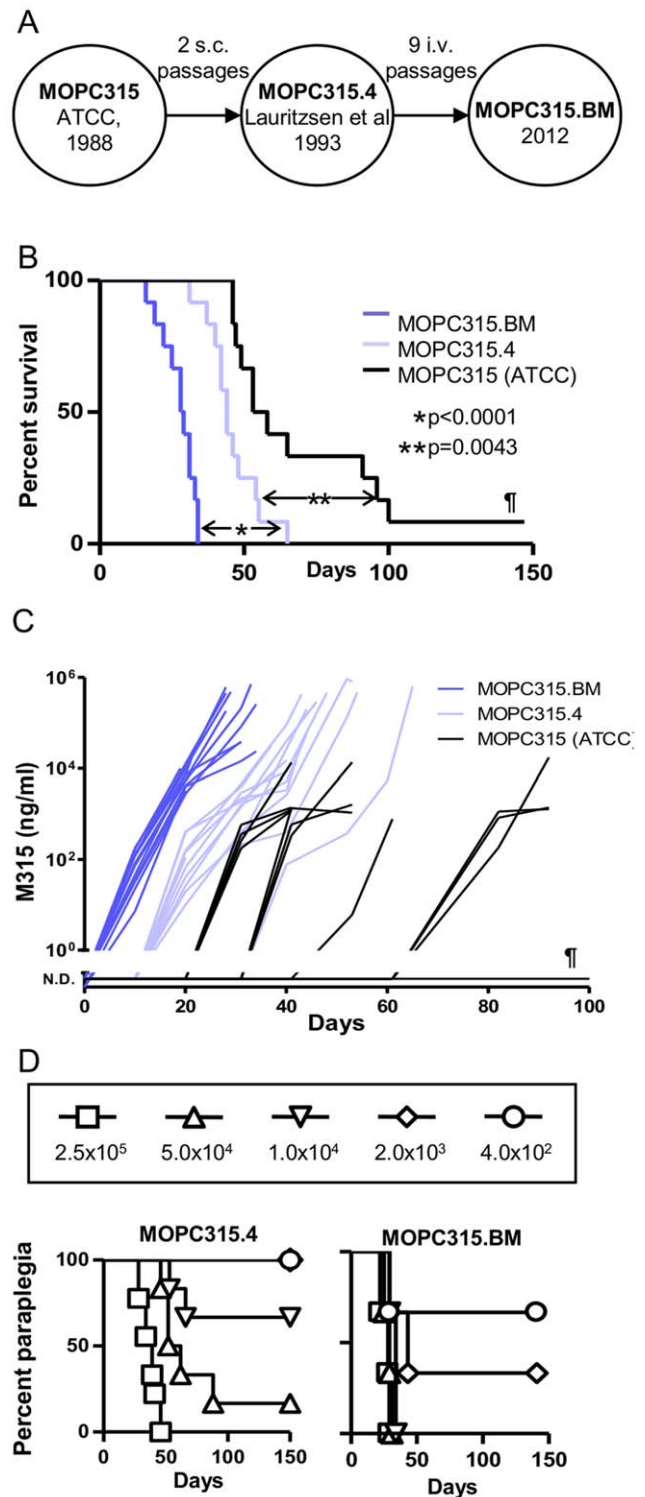 A
2 s.c.
passages
9 i.v.
passages
MOPC315
ATCC,
1988
MOPC315.4
Lauritzsen et al
1993
MOPC315.BM
2012
B
Percent survival
100
50
0
MOPC315.BM
MOPC315.4
MOPC315 (ATCC)
*p<0.0001
**p=0.0043
¶
**
*
0 50 100 150
Days
C
M315 (ng/ml)
10⁶
10⁴
10²
10⁰
N.D.
MOPC315.BM
MOPC315.4
MOPC315 (ATCC)
¶
0 20 40 60 80 100
Days
D
2.5x10⁵ 5.0x10⁴ 1.0x10⁴ 2.0x10³ 4.0x10²
MOPC315.4
Percent paraplegia
100
50
0
0 50 100 150
Days
MOPC315.BM
0 50 100 150
Days